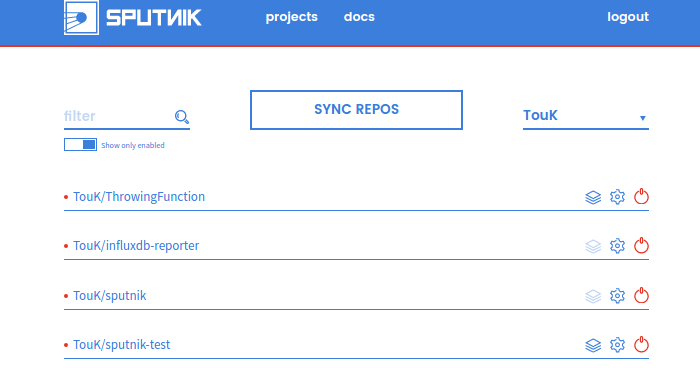 SPUTNIK projects docs logout
filter SYNC REPOS TouK
Show only enabled
TouK/ThrowingFunction
TouK/influxdb-reporter
TouK/sputnik
TouK/sputnik-test